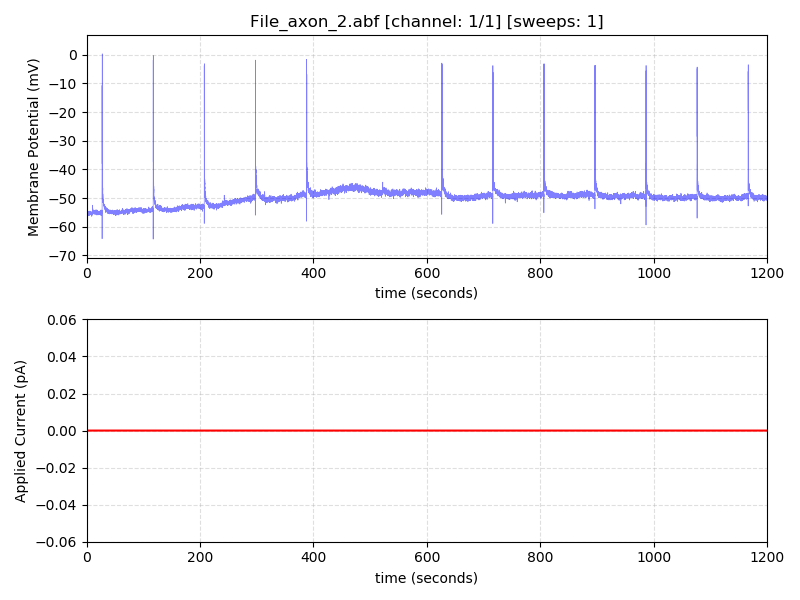 File_axon_2.abf [channel: 1/1] [sweeps: 1]
Membrane Potential (mV)
0
−10
−20
−30
−40
−50
−60
−70
0 200 400 600 800 1000 1200
time (seconds)
Applied Current (pA)
0.06
0.04
0.02
0.00
−0.02
−0.04
−0.06
0 200 400 600 800 1000 1200
time (seconds)